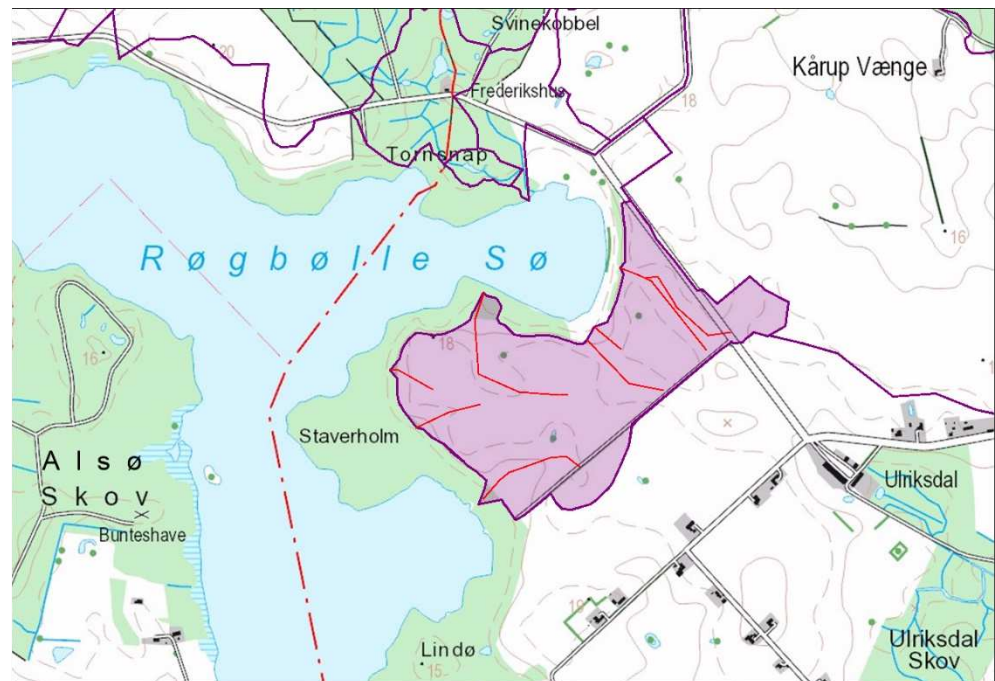 Svinekobbel
20
Kårup Vænge
Frederikshus
18
Tornsnap
16
Røgbølle Sø
18
16
Staverholm
Alsø
Skov
Bunteshave
Ulriksdal
Lindø
15
Ulriksdal
Skov